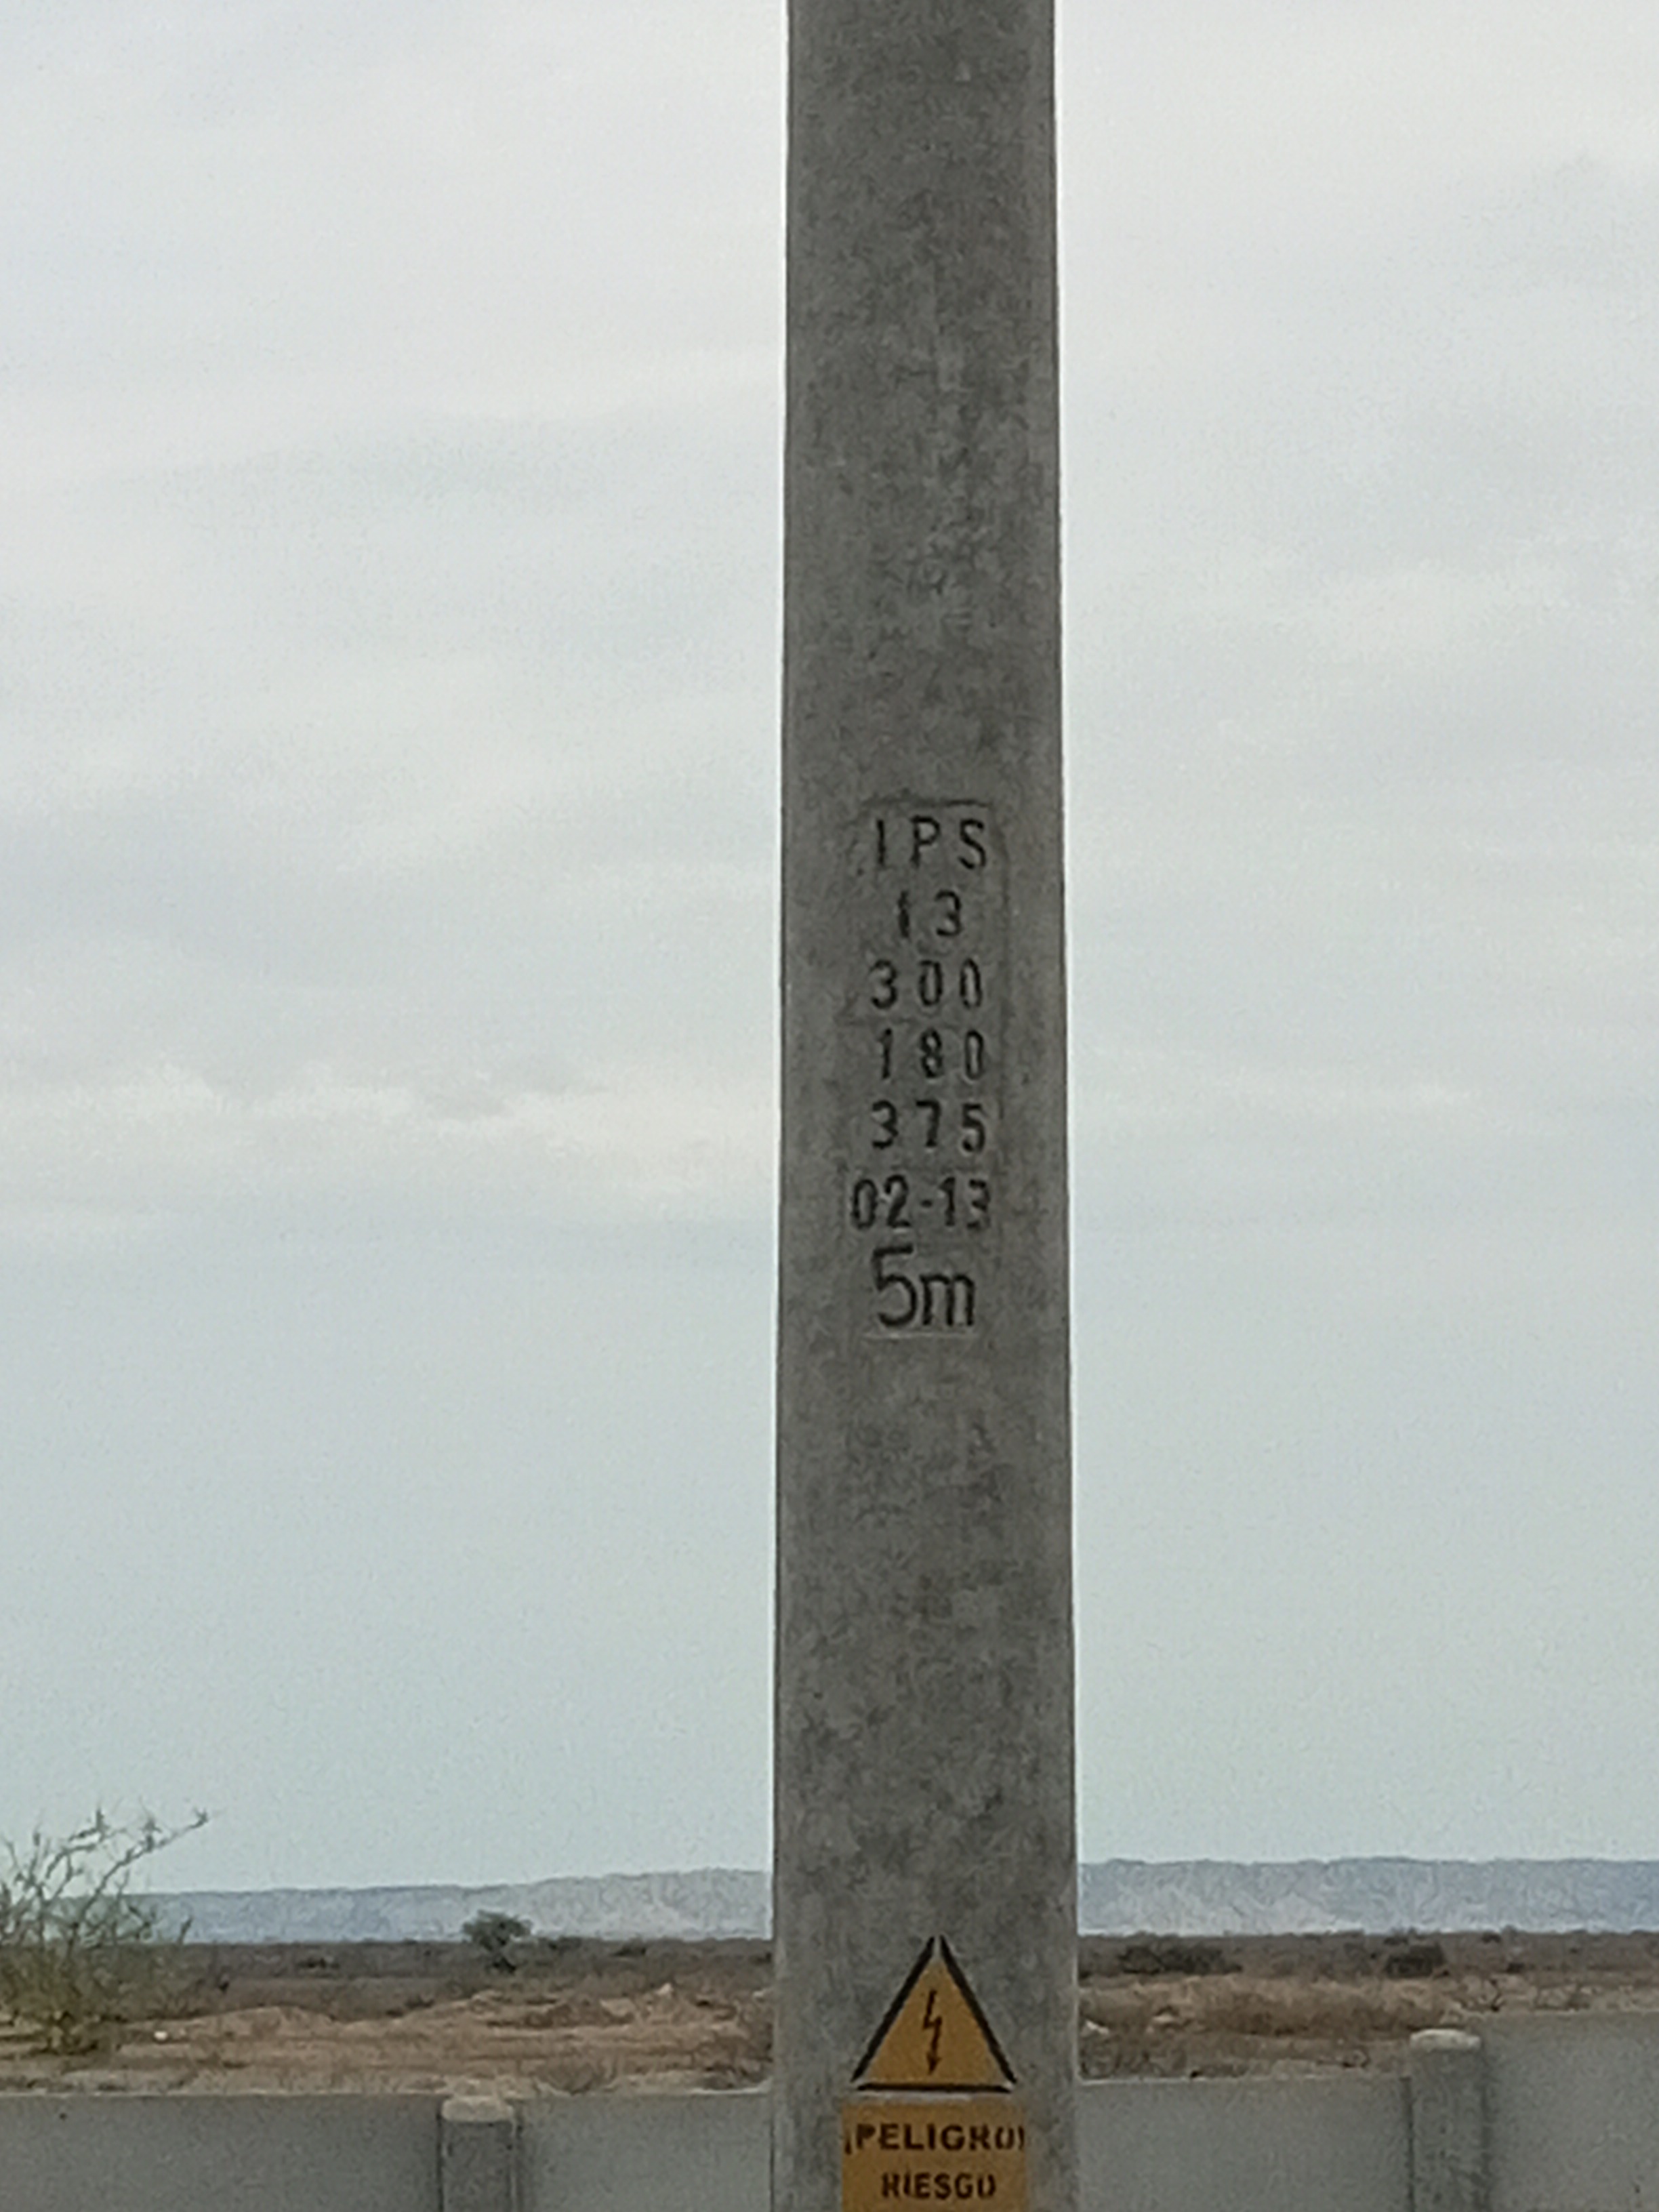 IPS
13
300
180
375
02-13
5m
¡PELIGRO!
RIESGO